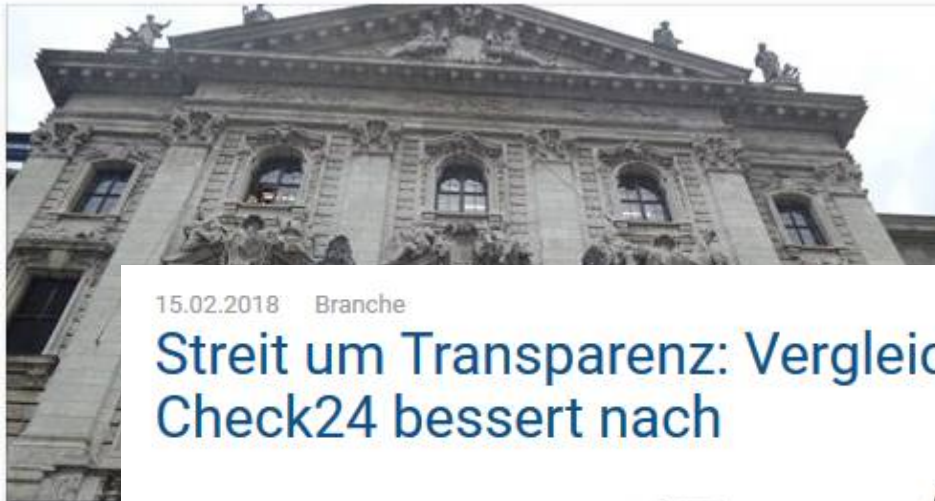 15.02.2018 Branche
Streit um Transparenz: Vergleic
Check24 bessert nach